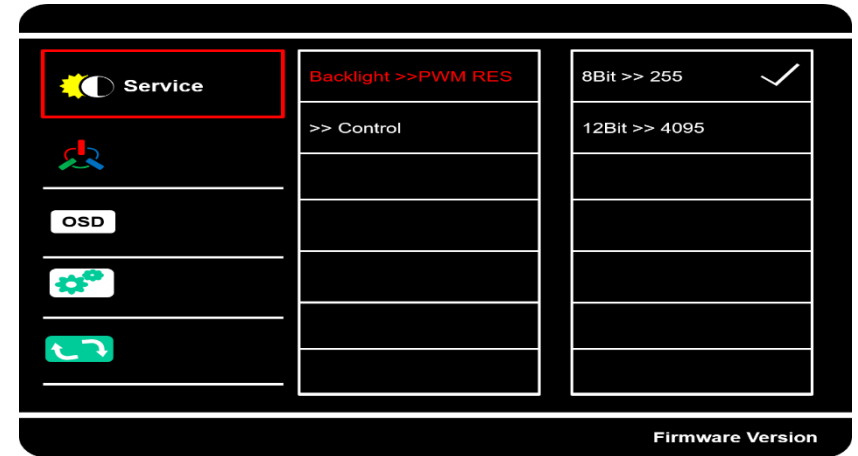 Service
Backlight >>PWM RES
8Bit >> 255
>> Control
12Bit >> 4095
OSD
Firmware Version